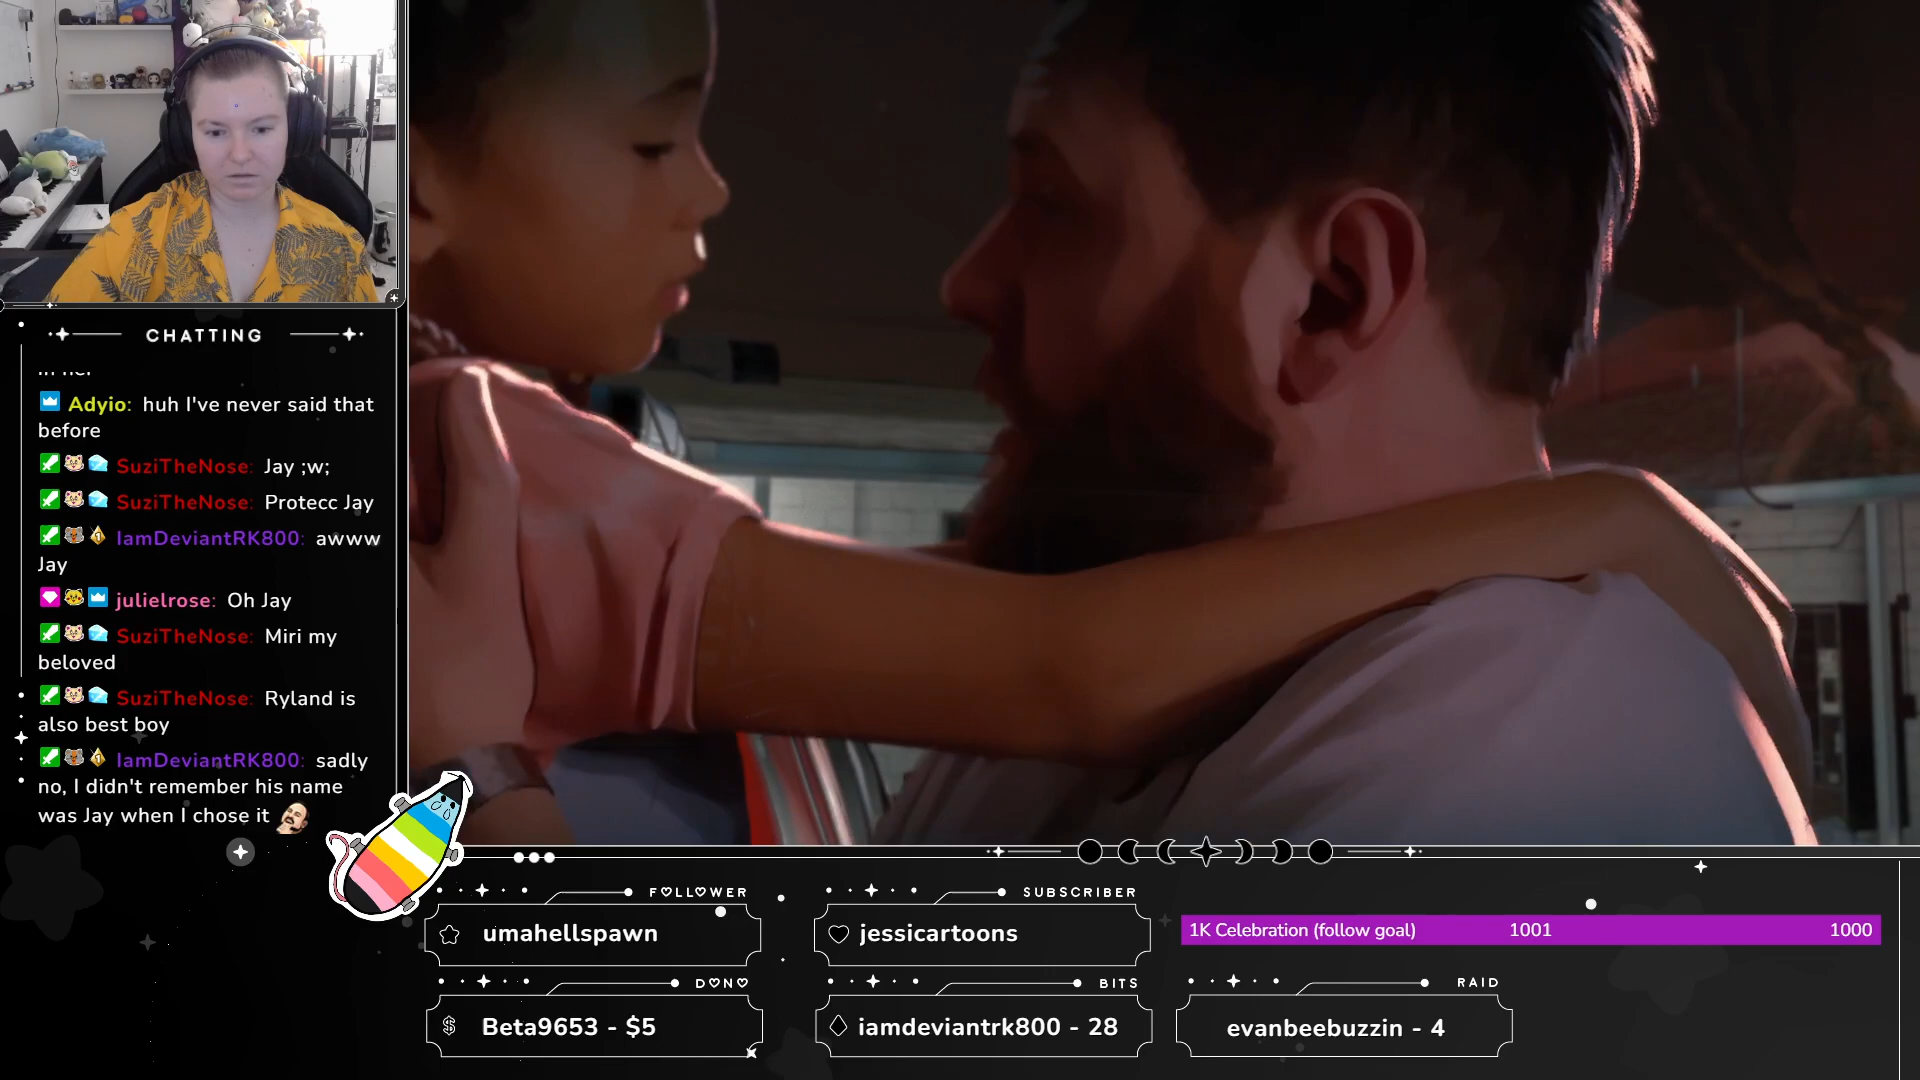 CHATTING
Adyio: huh I've never said that
before
SuziTheNose: Jay ;w;
SuziTheNose: Protecc Jay
IamDeviantRK800: awww
Jay
julielrose: Oh Jay
SuziTheNose: Miri my
beloved
SuziTheNose: Ryland is
also best boy
IamDeviantRK800: sadly
no, I didn't remember his name
was Jay when I chose it
FOLLOWER
umahellspawn
SUBSCRIBER
jessicartoons
1K Celebration (follow goal) 1001 1000
DONO
Beta9653 - $5
BITS
iamdeviantrk800 - 28
RAID
evanbeebuzzin - 4